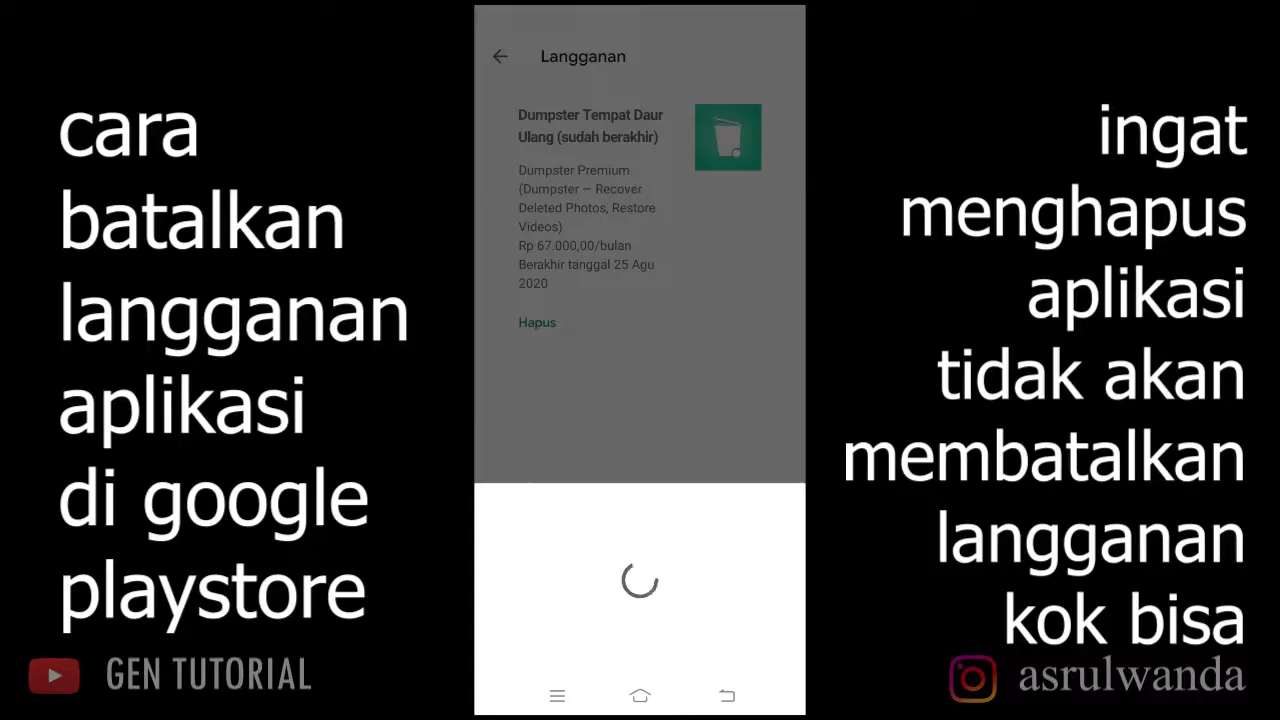 cara
batalkan
langganan
aplikasi
di google
playstore
GEN TUTORIAL
Langganan
Dumpster Tempat Daur
Ulang (sudah berakhir)
Dumpster Premium
(Dumpster – Recover
Deleted Photos, Restore
Videos)
Rp 67.000,00/bulan
Berakhir tanggal 25 Agu
2020
Hapus
ingat
menghapus
aplikasi
tidak akan
membatalkan
langganan
kok bisa
asrulwanda